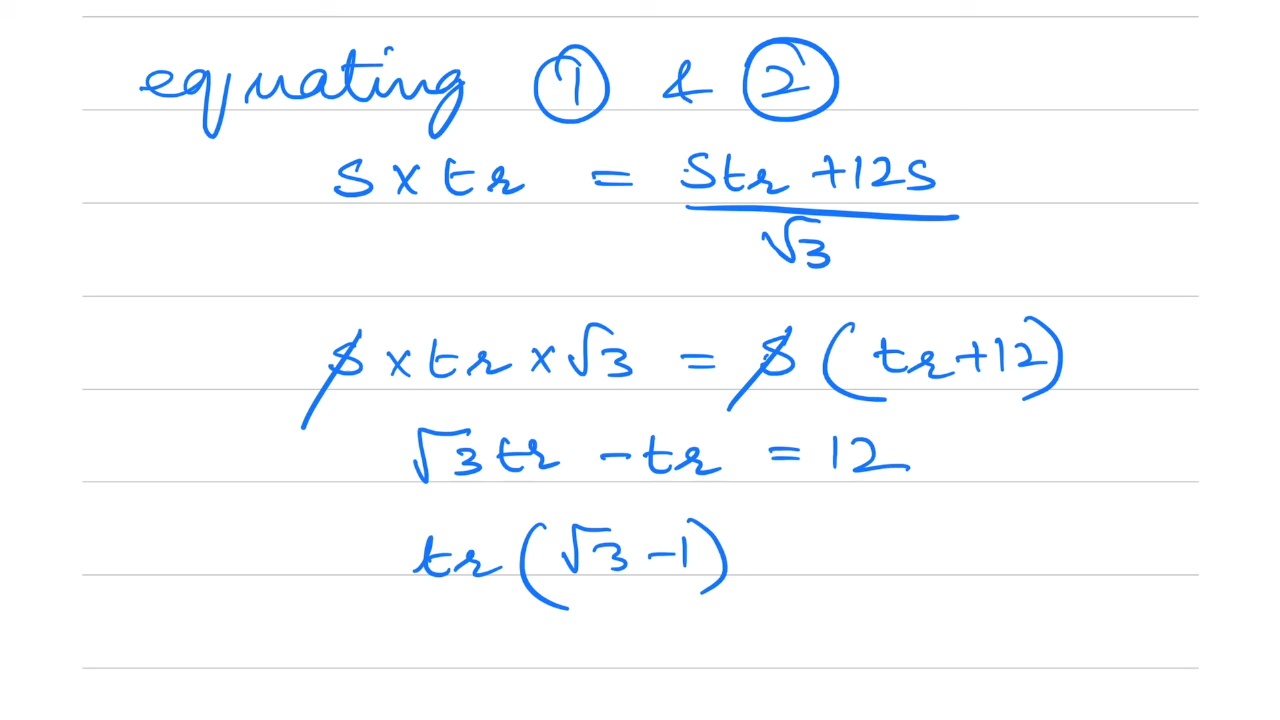 equating ① & ②
s × tr = str + 12s / √3
s × tr × √3 = s (tr + 12)
√3 tr - tr = 12
tr (√3 - 1)